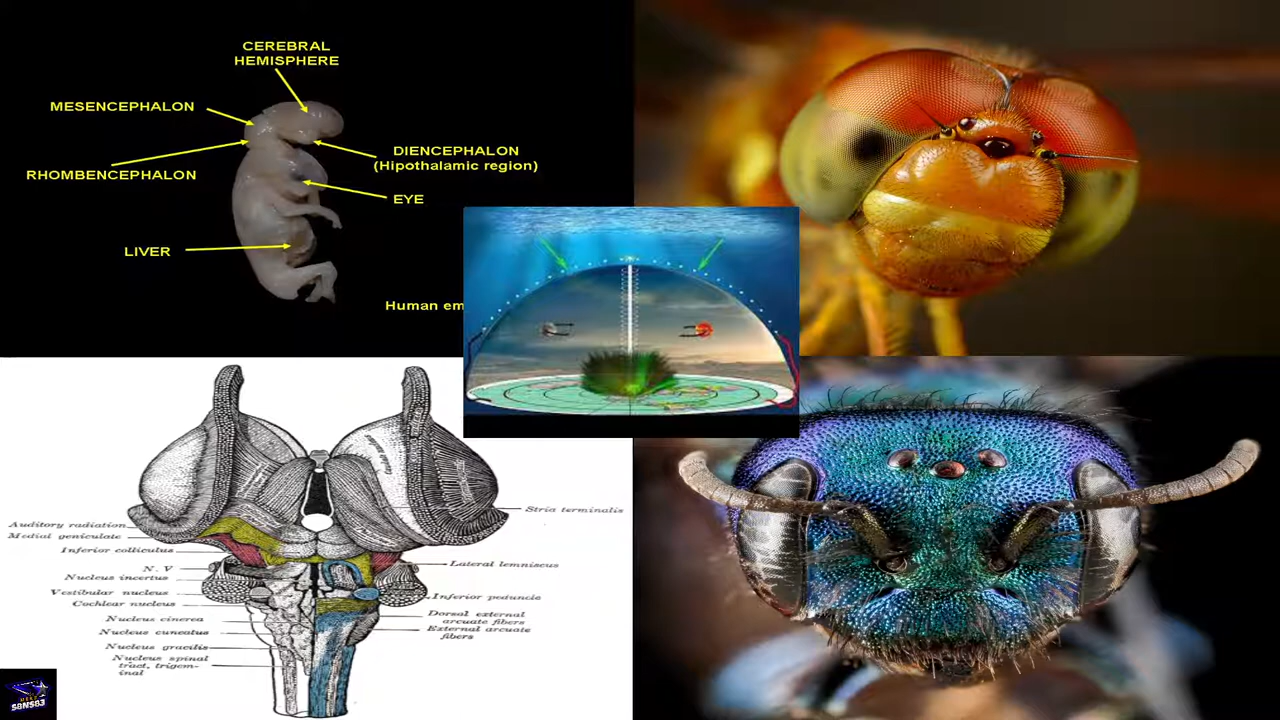 CEREBRAL
HEMISPHERE
MESENCEPHALON
DIENCEPHALON
(Hipothalamic region)
RHOMBENCEPHALON
EYE
LIVER
Human em
Stria terminalis
Auditory radiation
Medial geniculate
Inferior colliculus
Lateral lemniscus
N. V
Nucleus incertus
Vestibular nucleus
Inferior peduncle
Cochlear nucleus
Dorsal external
arcuate fibers
Nucleus cinerea
External arcuate
fibers
Nucleus cuneatus
Nucleus gracilis
Nucleus spinal
tract, trigem-
inal
S8NS83